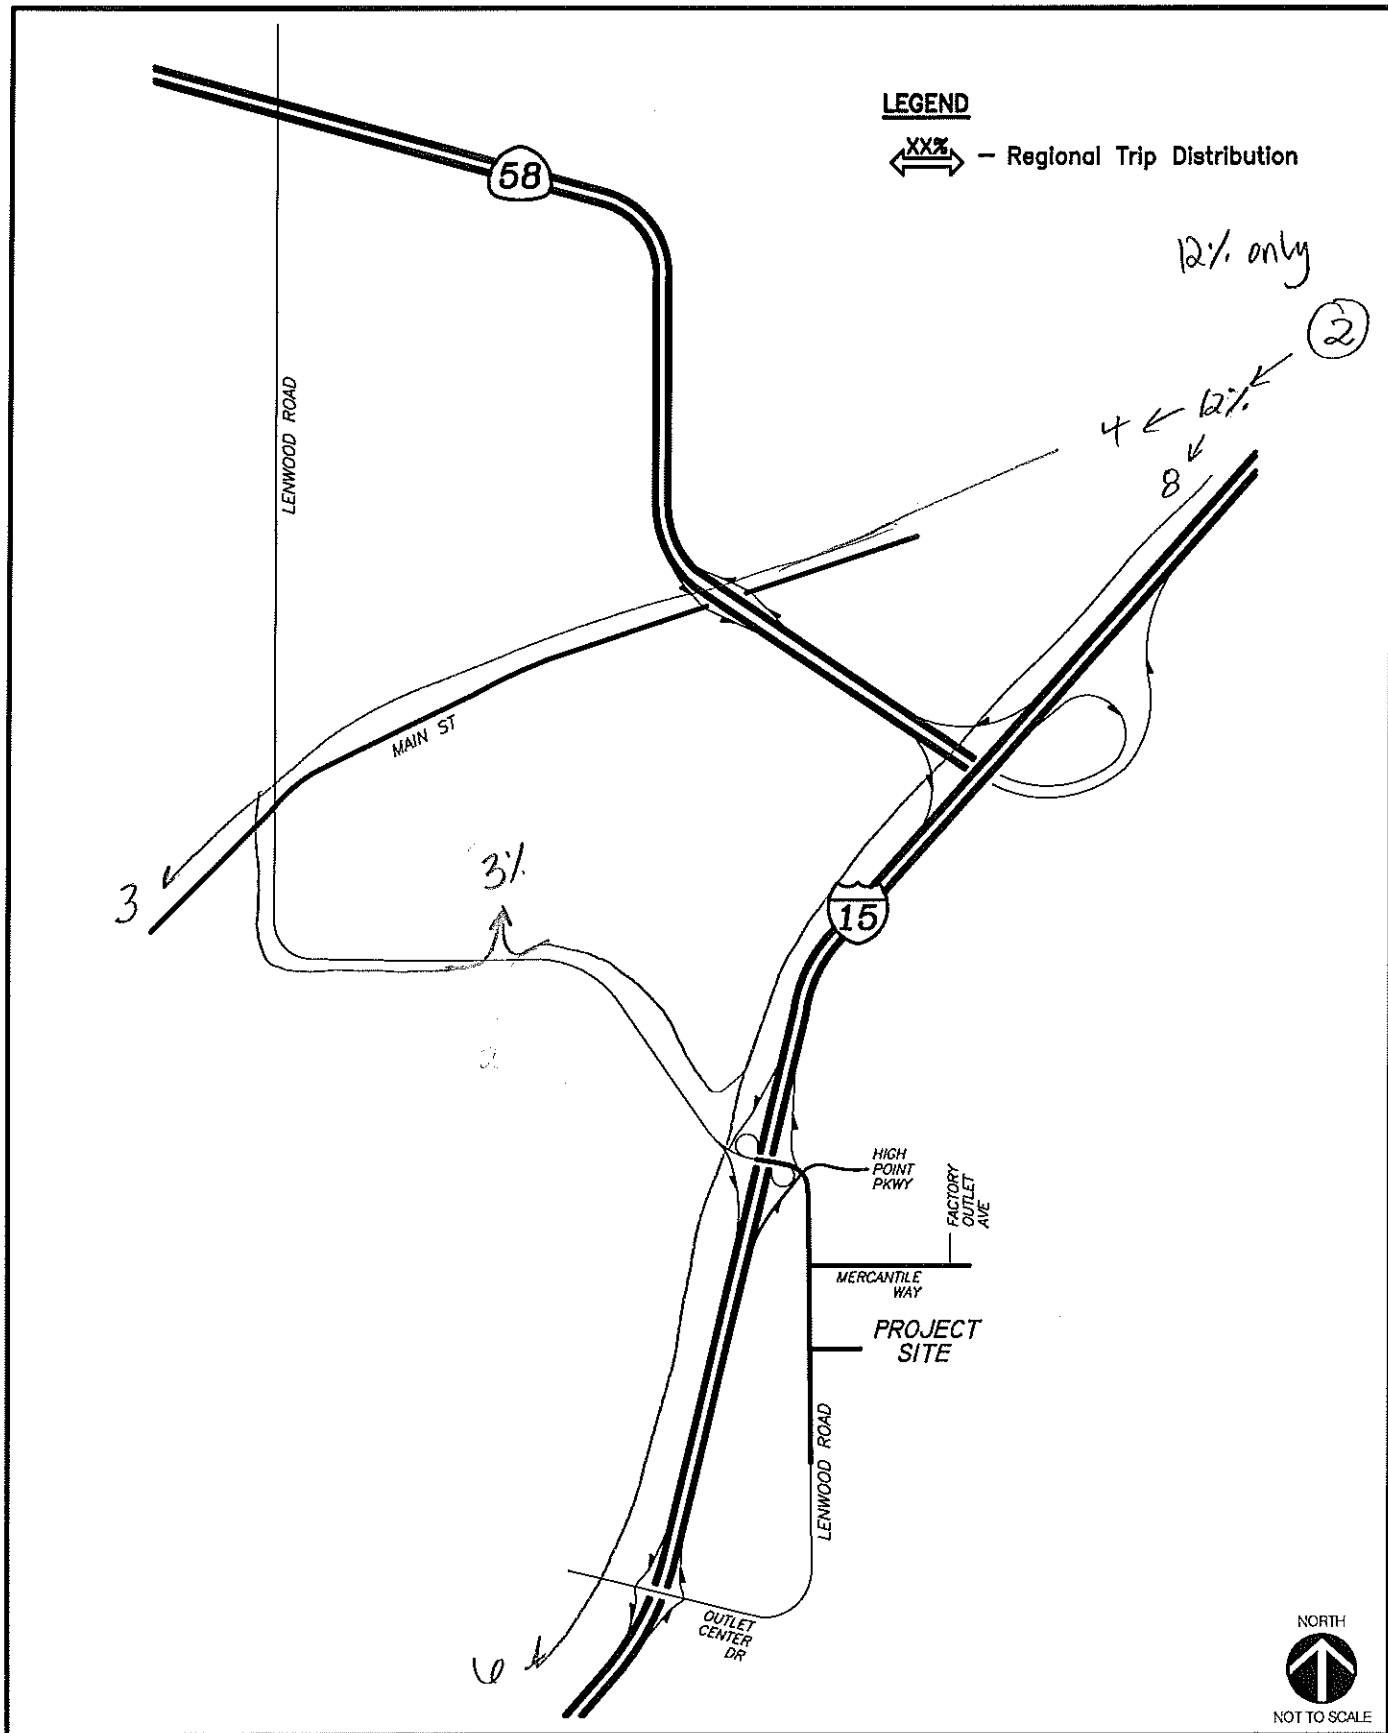 LEGEND
XX%
– Regional Trip Distribution
58
12% only
2
12%
4
8
LENWOOD ROAD
MAIN ST
3
3%
15
HIGH
POINT
PKWY
FACTORY
OUTLET
AVE
MERCANTILE
WAY
PROJECT
SITE
LENWOOD ROAD
OUTLET
CENTER
DR
6
NORTH
NOT TO SCALE